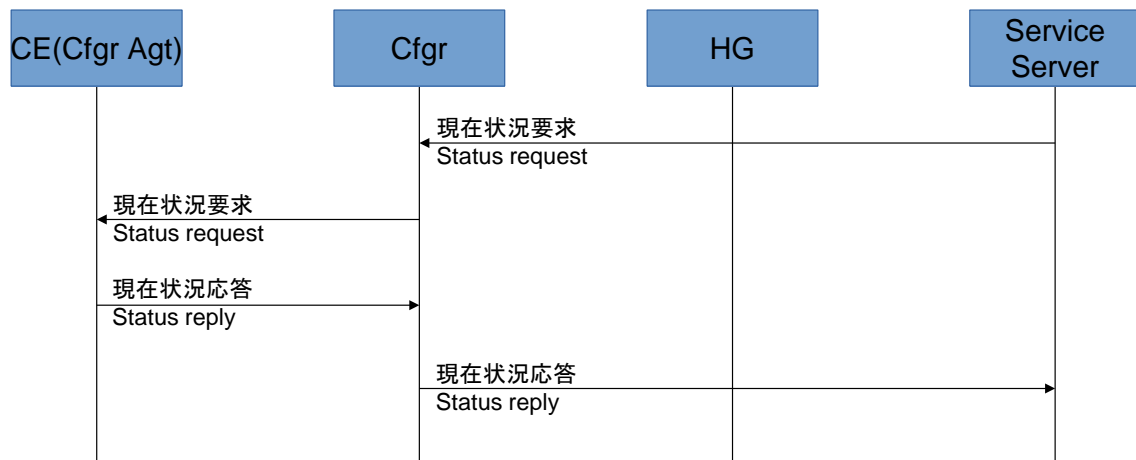 CE(Cfgr Agt)
Cfgr
HG
Service
Server
現在状況要求
Status request
現在状況要求
Status request
現在状況応答
Status reply
現在状況応答
Status reply